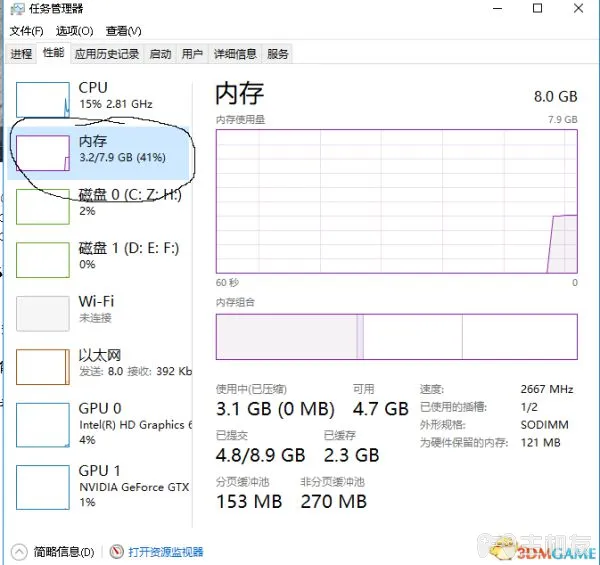 任务管理器
文件(F) 选项(O) 查看(V)
进程 性能 应用历史记录 启动 用户 详细信息 服务
CPU
15% 2.81 GHz
内存
3.2/7.9 GB (41%)
磁盘 0 (C: Z: H:)
2%
磁盘 1 (D: E: F:)
0%
Wi-Fi
未连接
以太网
发送: 8.0 接收: 392 Kb
GPU 0
Intel(R) HD Graphics 6
4%
GPU 1
NVIDIA GeForce GTX
1%
内存 8.0 GB
内存使用量 7.9 GB
60 秒 0
内存组合
使用中(已压缩) 可用
3.1 GB (0 MB) 4.7 GB
已提交 已缓存
4.8/8.9 GB 2.3 GB
分页缓冲池 非分页缓冲池
153 MB 270 MB
速度: 2667 MHz
已使用的插槽: 1/2
外形规格: SODIMM
为硬件保留的内存: 121 MB
简略信息(D) 打开资源监视器
3DMGAME